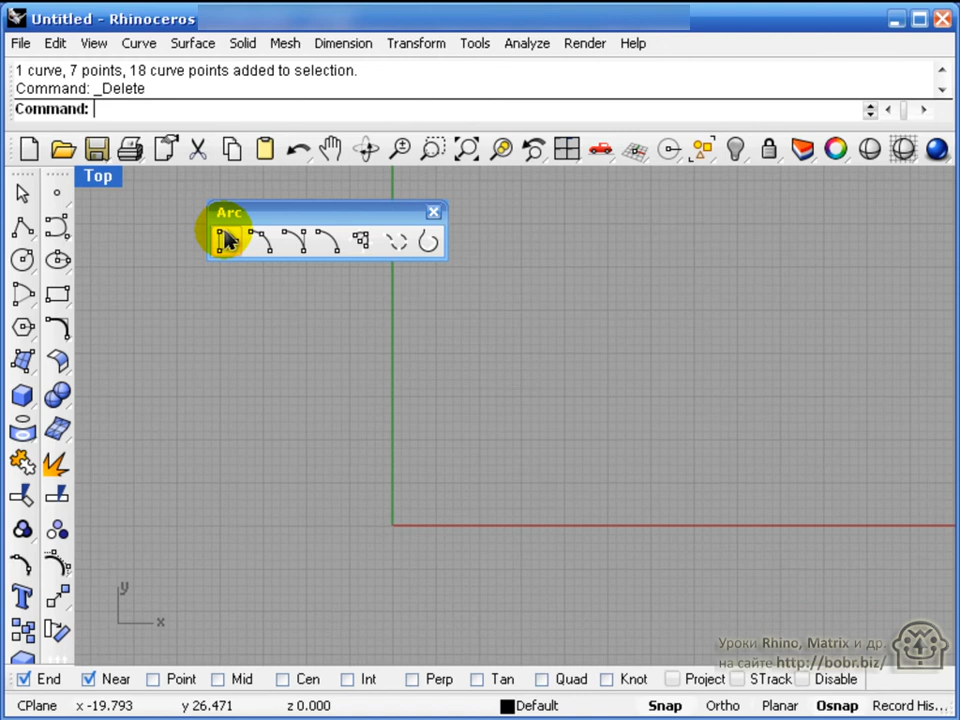 Untitled - Rhinoceros
File Edit View Curve Surface Solid Mesh Dimension Transform Tools Analyze Render Help
1 curve, 7 points, 18 curve points added to selection.
Command: _Delete
Command:
Top
Arc
y
x
Уроки Rhino, Matrix и др.
на сайте http://bobr.biz/
End Near Point Mid Cen Int Perp Tan Quad Knot Project STrack Disable
CPlane x -19.793 y 26.471 z 0.000 Default Snap Ortho Planar Osnap Record His...